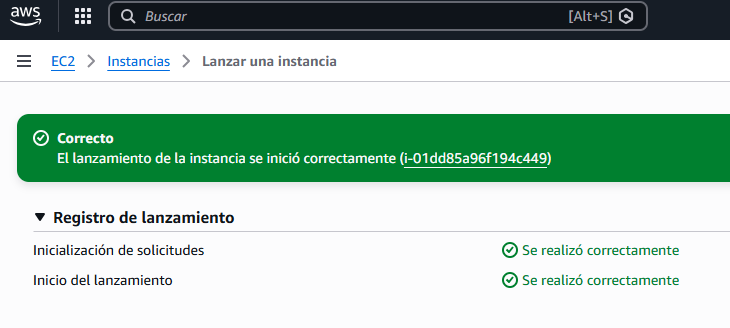 aws
Buscar [Alt+S]
EC2 > Instancias > Lanzar una instancia
Correcto
El lanzamiento de la instancia se inició correctamente (i-01dd85a96f194c449)
Registro de lanzamiento
Inicialización de solicitudes Se realizó correctamente
Inicio del lanzamiento Se realizó correctamente